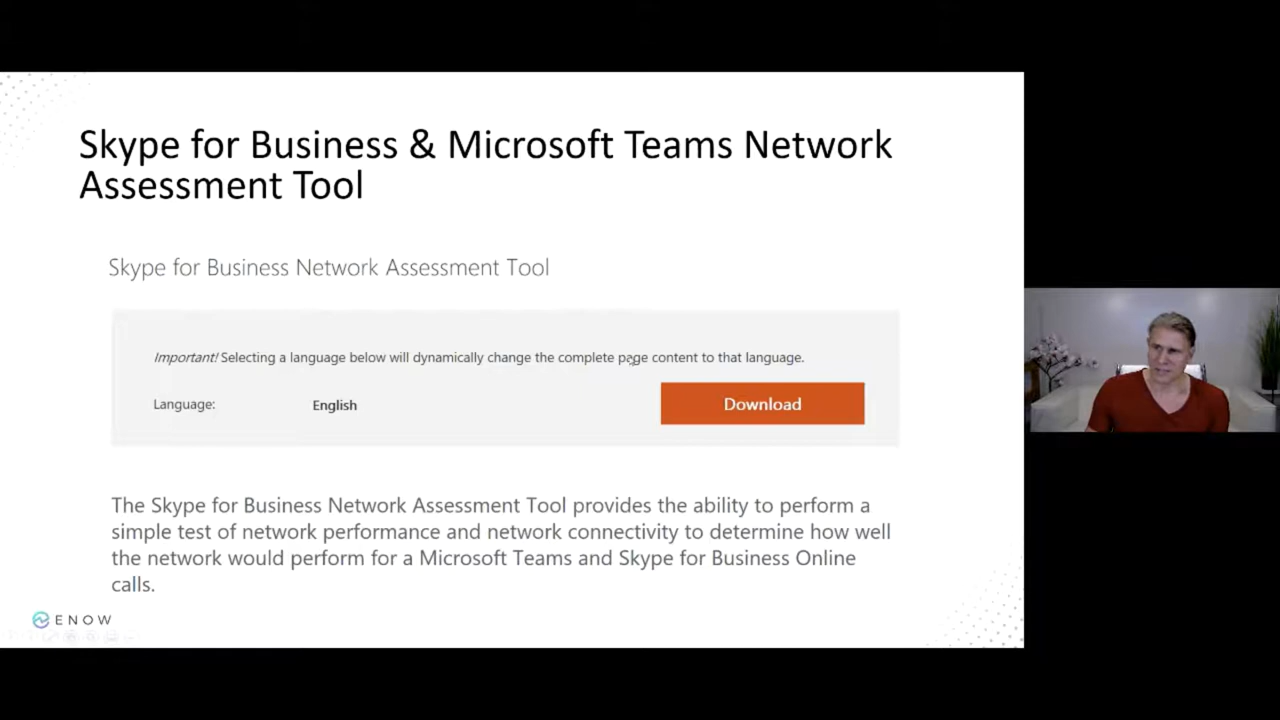 Skype for Business & Microsoft Teams Network
Assessment Tool
Skype for Business Network Assessment Tool
Important! Selecting a language below will dynamically change the complete page content to that language.
Language: English Download
The Skype for Business Network Assessment Tool provides the ability to perform a
simple test of network performance and network connectivity to determine how well
the network would perform for a Microsoft Teams and Skype for Business Online
calls.
ENOW